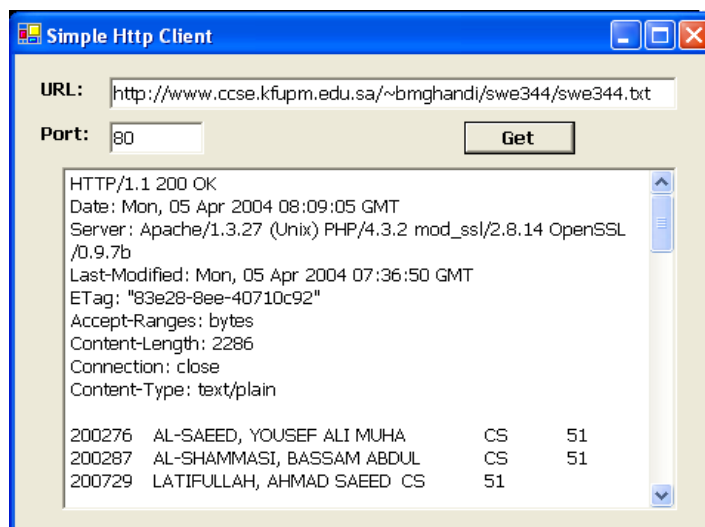 Simple Http Client
URL: http://www.ccse.kfupm.edu.sa/~bmghandi/swe344/swe344.txt
Port: 80 Get
HTTP/1.1 200 OK
Date: Mon, 05 Apr 2004 08:09:05 GMT
Server: Apache/1.3.27 (Unix) PHP/4.3.2 mod_ssl/2.8.14 OpenSSL
/0.9.7b
Last-Modified: Mon, 05 Apr 2004 07:36:50 GMT
ETag: "83e28-8ee-40710c92"
Accept-Ranges: bytes
Content-Length: 2286
Connection: close
Content-Type: text/plain
200276 AL-SAEED, YOUSEF ALI MUHA CS 51
200287 AL-SHAMMASI, BASSAM ABDUL CS 51
200729 LATIFULLAH, AHMAD SAEED CS 51